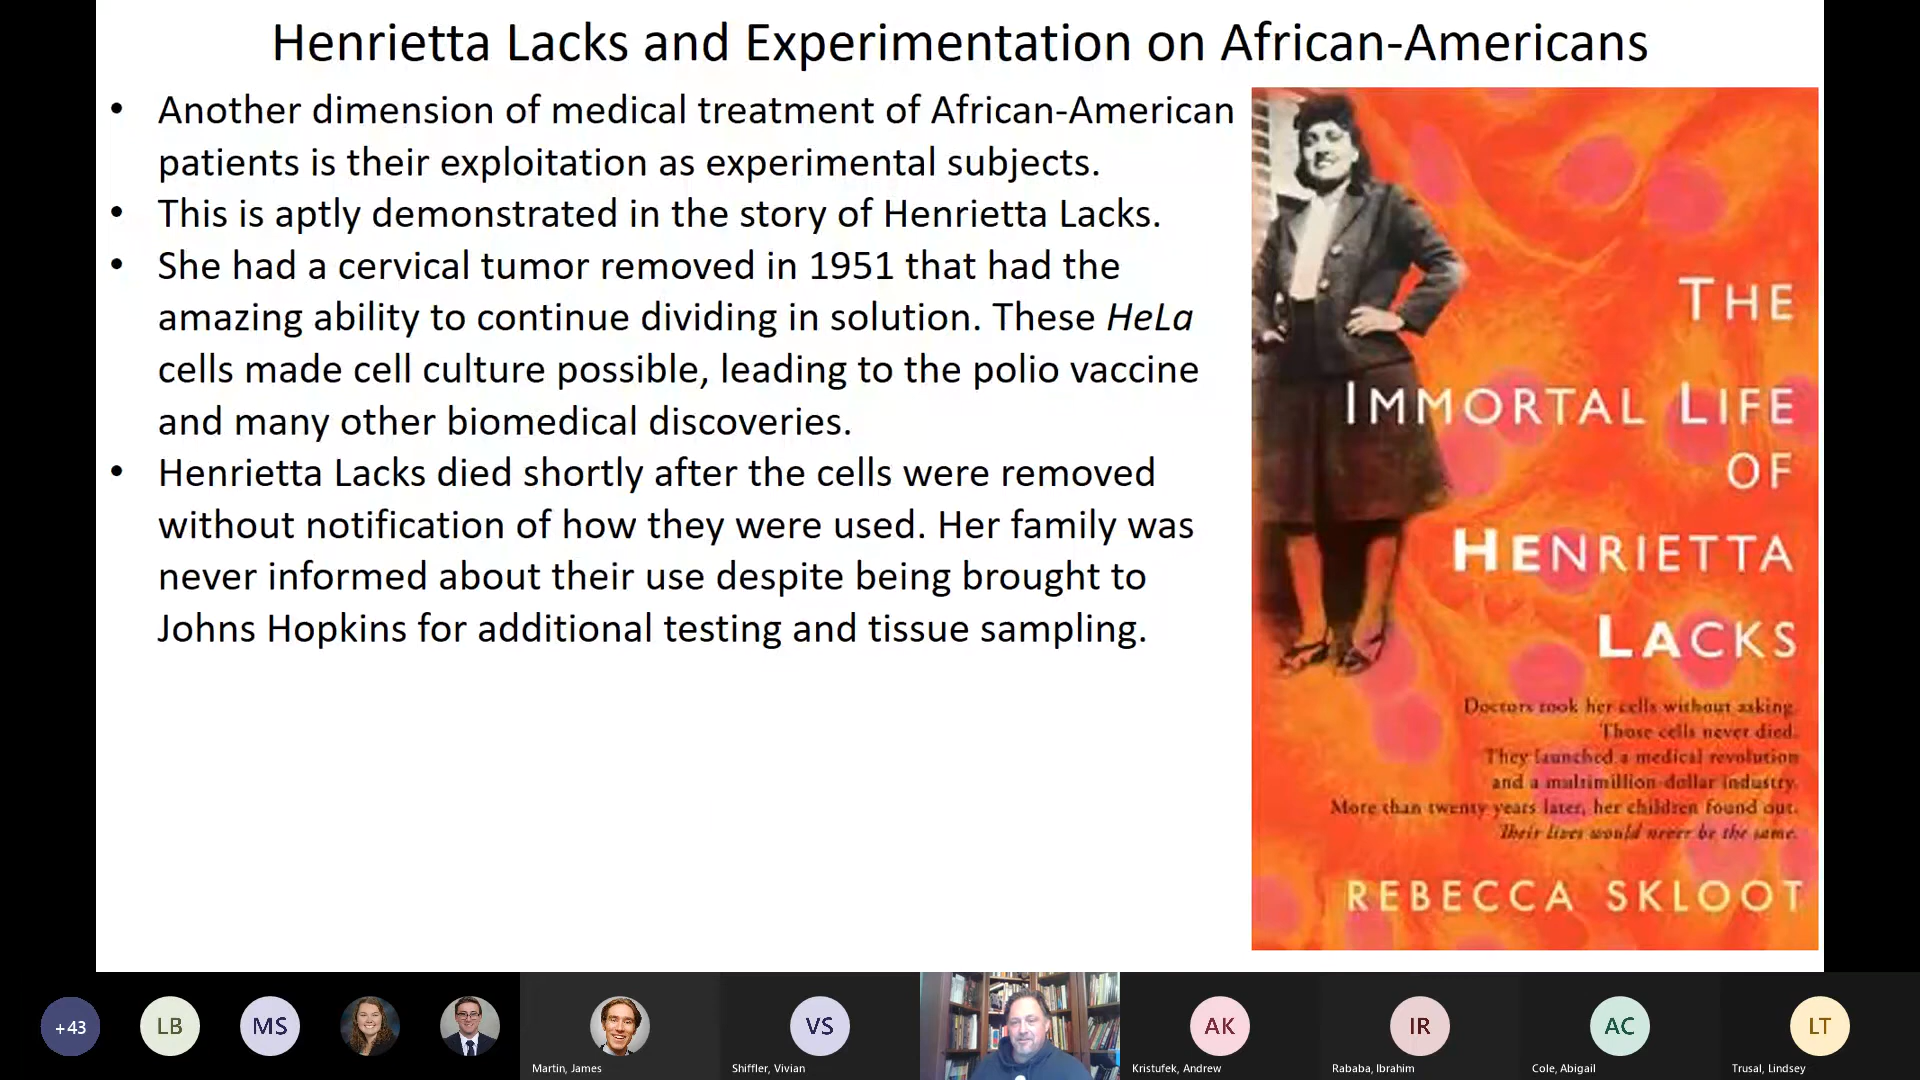 Henrietta Lacks and Experimentation on African-Americans
• Another dimension of medical treatment of African-American
patients is their exploitation as experimental subjects.
• This is aptly demonstrated in the story of Henrietta Lacks.
• She had a cervical tumor removed in 1951 that had the
amazing ability to continue dividing in solution. These HeLa
cells made cell culture possible, leading to the polio vaccine
and many other biomedical discoveries.
• Henrietta Lacks died shortly after the cells were removed
without notification of how they were used. Her family was
never informed about their use despite being brought to
Johns Hopkins for additional testing and tissue sampling.
THE
IMMORTAL LIFE
OF
HENRIETTA
LACKS
Doctors took her cells without asking.
Those cells never died.
They launched a medical revolution
and a multimillion-dollar industry.
More than twenty years later, her children found out.
Their lives would never be the same.
REBECCA SKLOOT
+43
LB
MS
Martin, James
VS
Shiffler, Vivian
AK
Kristufek, Andrew
IR
Rababa, Ibrahim
AC
Cole, Abigail
LT
Trusal, Lindsey